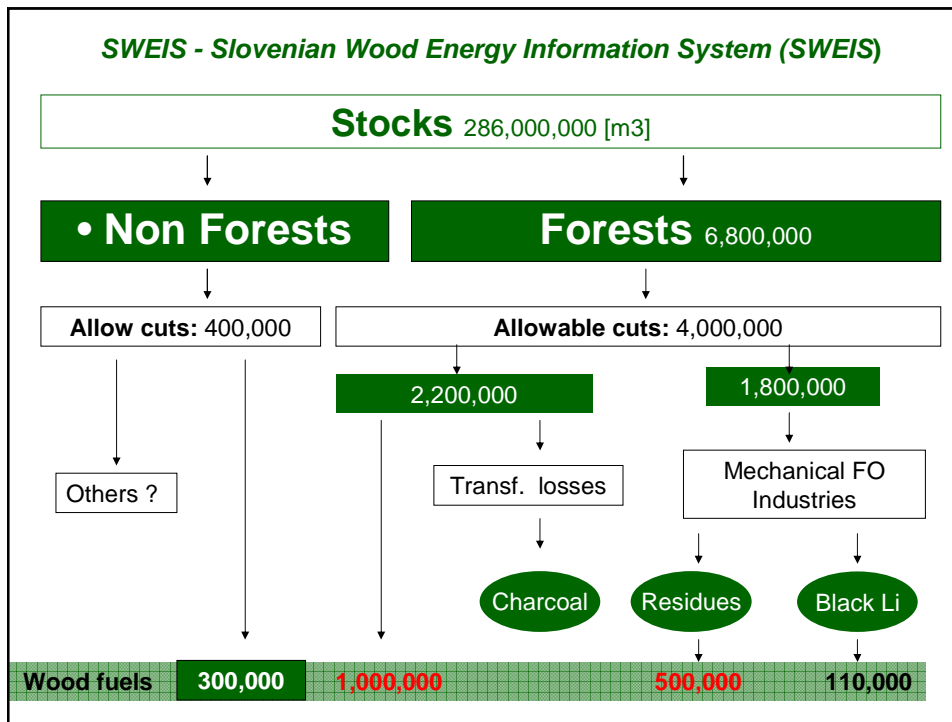 SWEIS - Slovenian Wood Energy Information System (SWEIS)
Stocks 286,000,000 [m3]
• Non Forests
Forests 6,800,000
Allow cuts: 400,000
Allowable cuts: 4,000,000
2,200,000
1,800,000
Others ?
Transf. losses
Mechanical FO
Industries
Charcoal
Residues
Black Li
Wood fuels
300,000
1,000,000
500,000
110,000